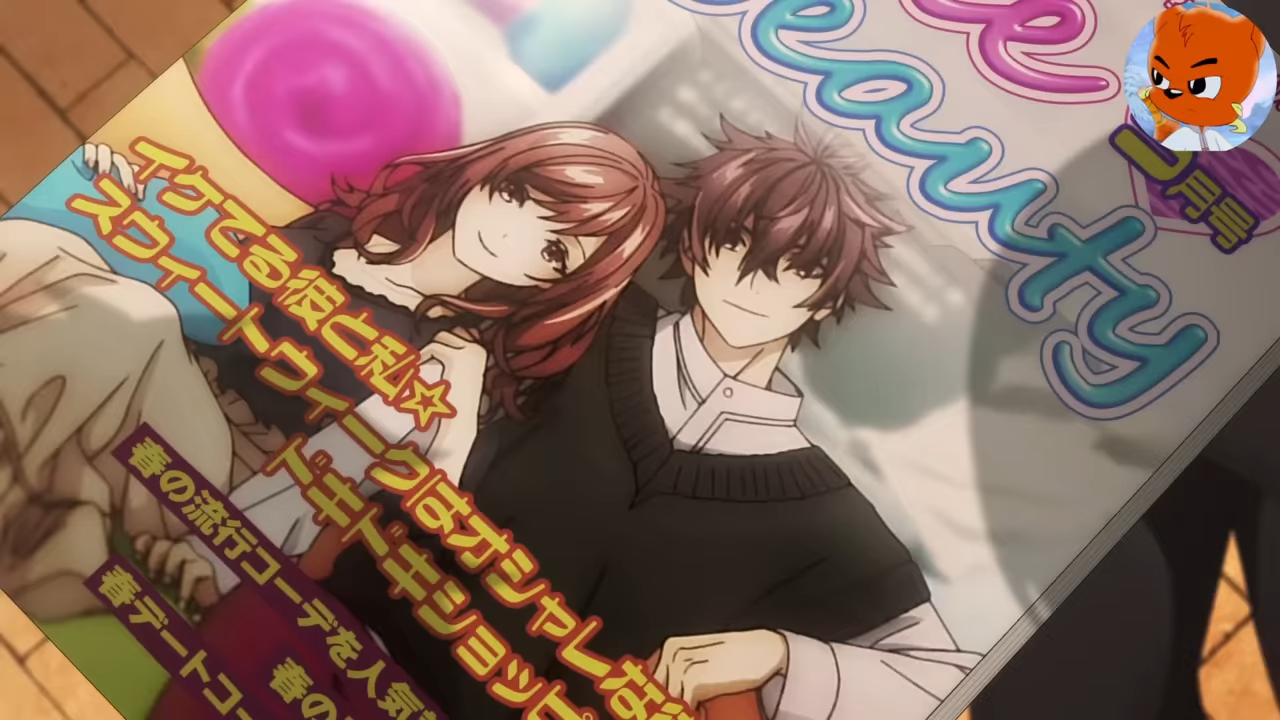 eauty
5月号
イケてる彼と私☆
スウィートウィークはオシャレな
ドキドキショッピ
春の流行コーデを人気
春の
春デートコー